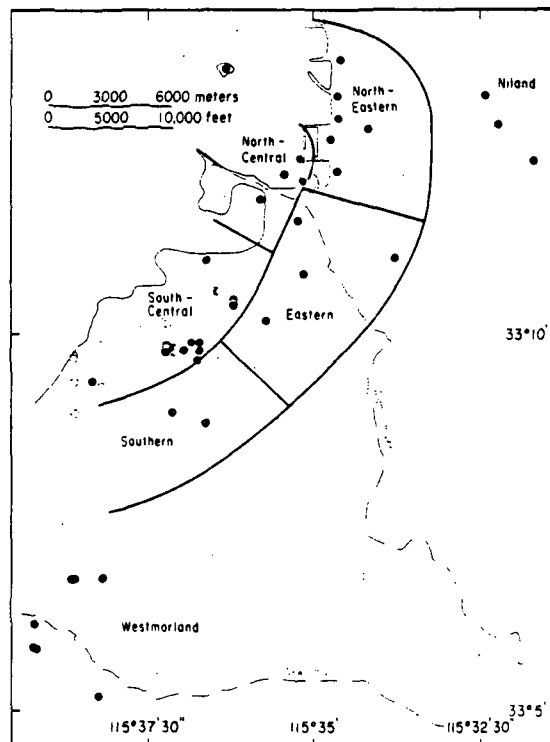 North-
Eastern
Niland
0 3000 6000 meters
0 5000 10,000 feet
North-
Central
South-
Central
Eastern
33°10'
Southern
Westmorland
33°5'
115°37'30" 115°35' 115°32'30"